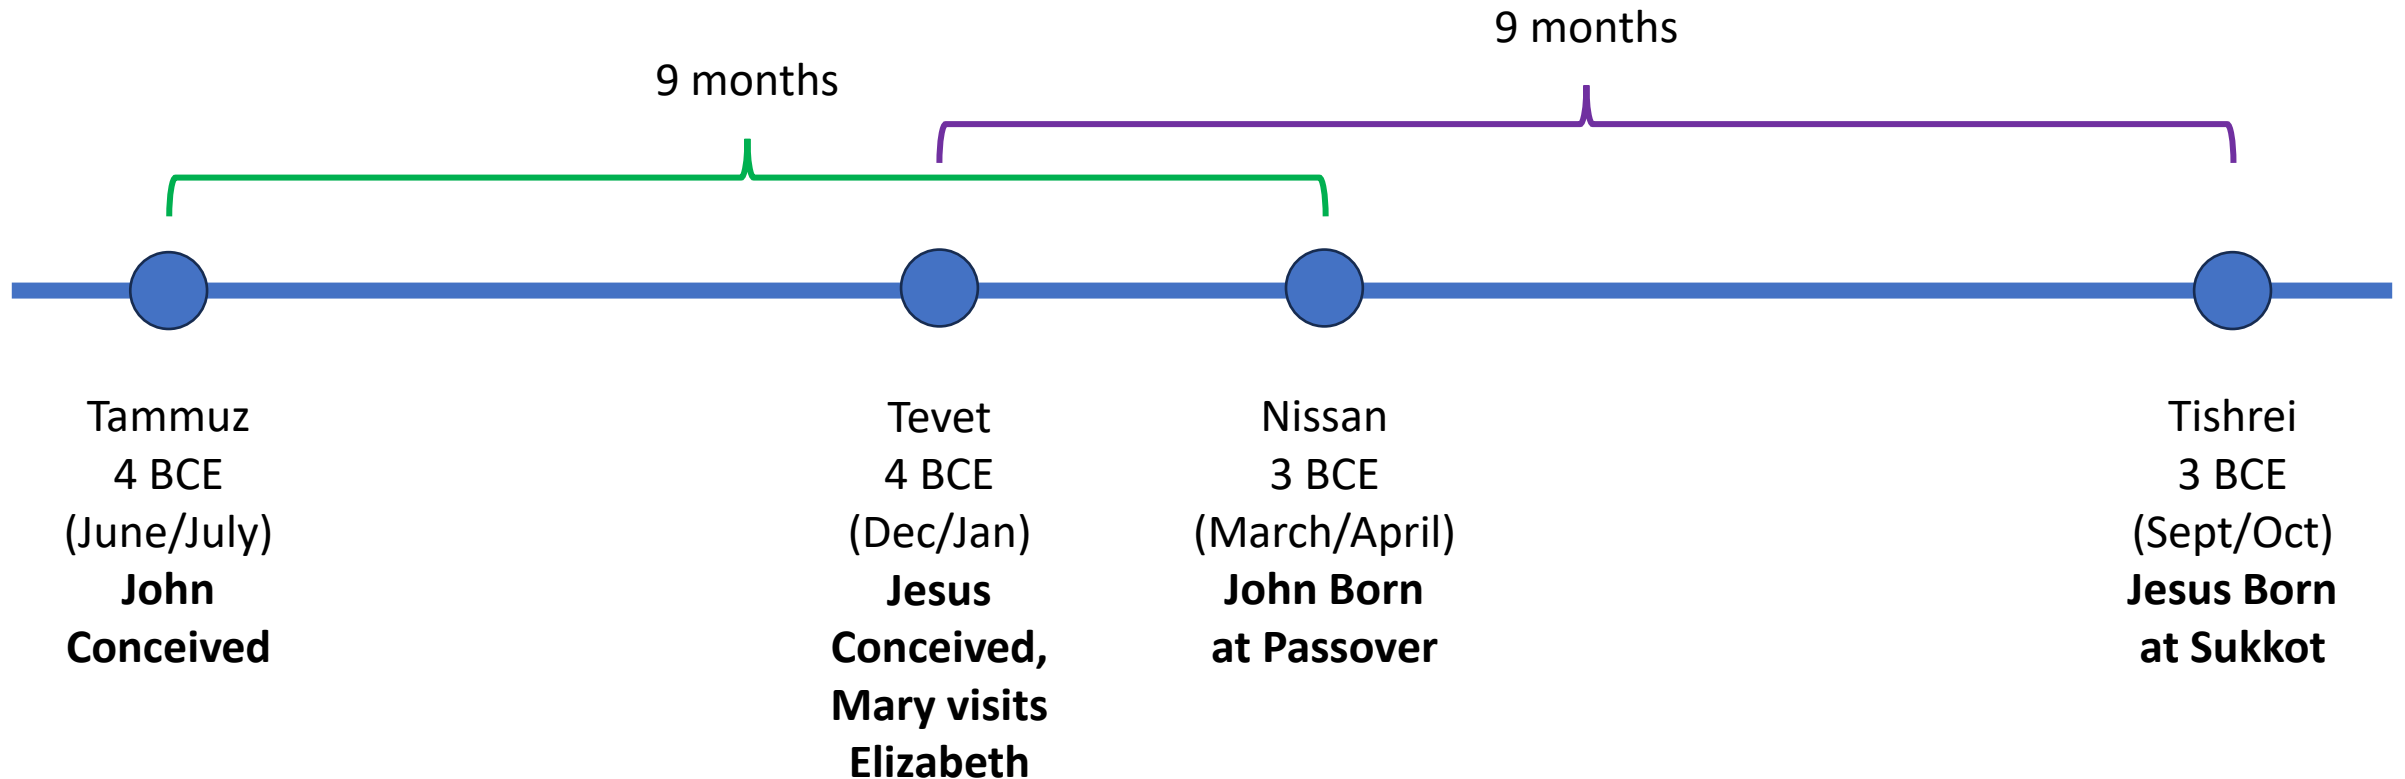 9 months
9 months
Tammuz
4 BCE
(June/July)
John
Conceived
Tevet
4 BCE
(Dec/Jan)
Jesus
Conceived,
Mary visits
Elizabeth
Nissan
3 BCE
(March/April)
John Born
at Passover
Tishrei
3 BCE
(Sept/Oct)
Jesus Born
at Sukkot